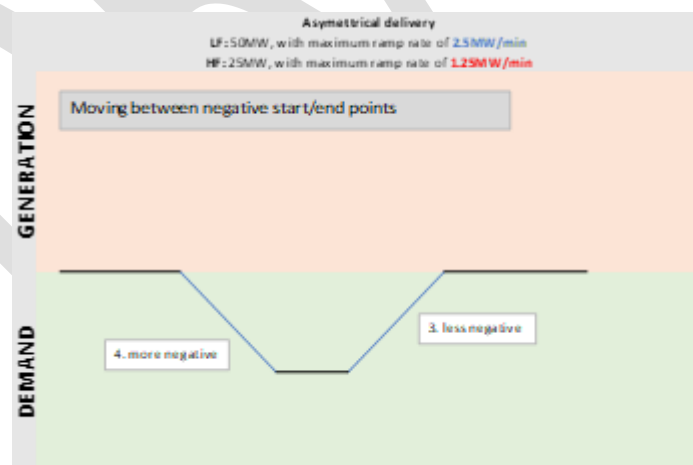 Asymettrical delivery
LF: 50MW, with maximum ramp rate of 2.5MW/min
HF: 25MW, with maximum ramp rate of 1.25MW/min
GENERATION
Moving between negative start/end points
3. less negative
4. more negative
DEMAND